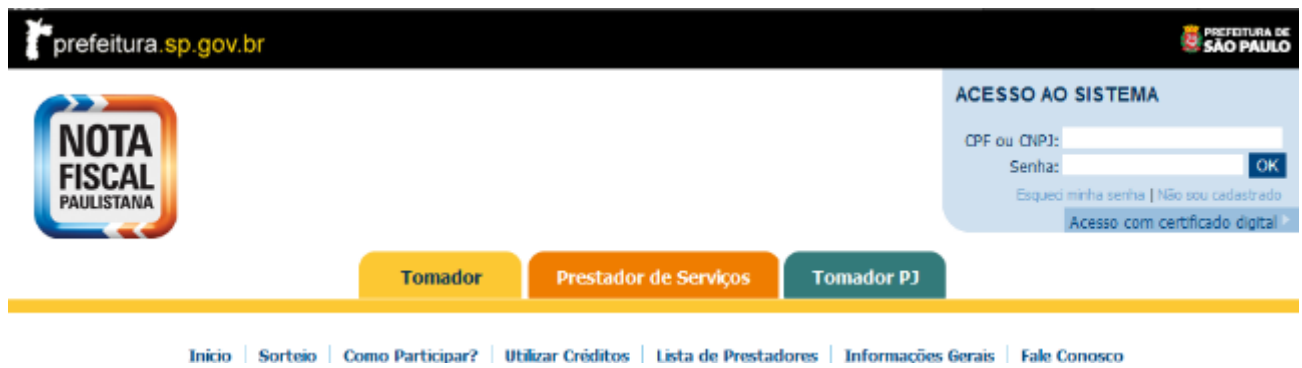 prefeitura.sp.gov.br
PREFEITURA DE
SÃO PAULO
NOTA
FISCAL
PAULISTANA
ACESSO AO SISTEMA
CPF ou CNPJ:
Senha:
OK
Esqueci minha senha | Não sou cadastrado
Acesso com certificado digital
Tomador
Prestador de Serviços
Tomador PJ
Início | Sorteio | Como Participar? | Utilizar Créditos | Lista de Prestadores | Informações Gerais | Fale Conosco